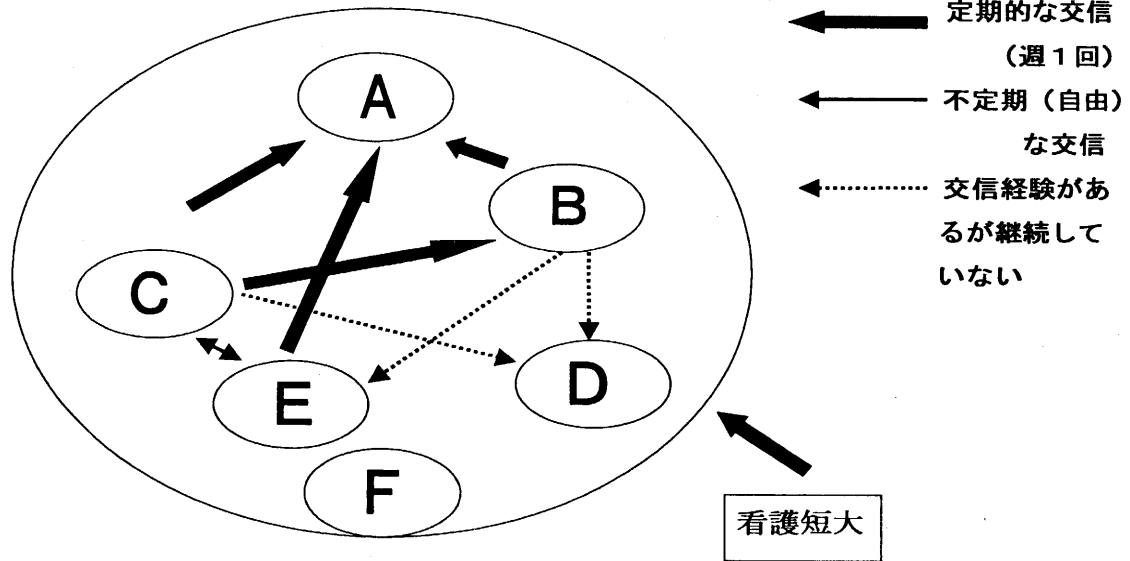 定期的な交信
（週１回）
不定期（自由）
な交信
交信経験があ
るが継続して
いない
A
B
C
D
E
F
看護短大